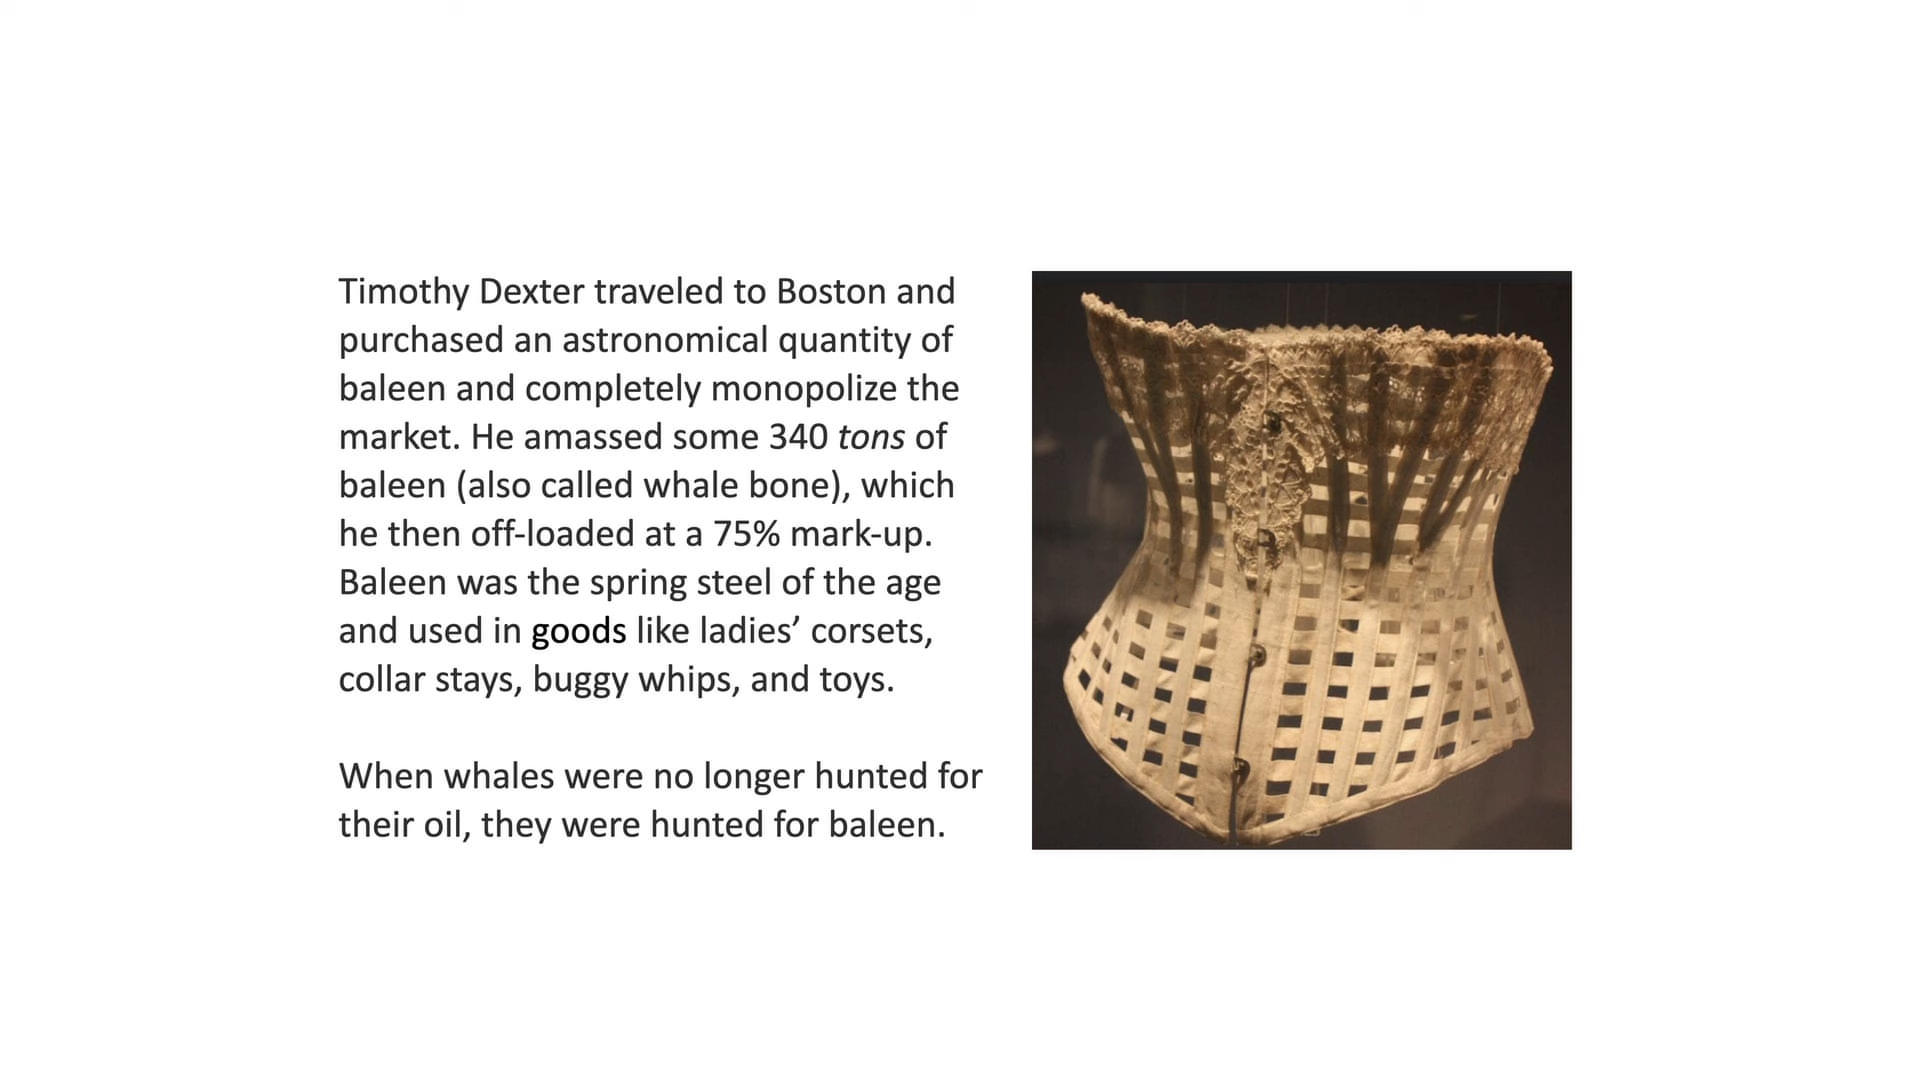 Timothy Dexter traveled to Boston and
purchased an astronomical quantity of
baleen and completely monopolize the
market. He amassed some 340 tons of
baleen (also called whale bone), which
he then off-loaded at a 75% mark-up.
Baleen was the spring steel of the age
and used in goods like ladies’ corsets,
collar stays, buggy whips, and toys.
When whales were no longer hunted for
their oil, they were hunted for baleen.